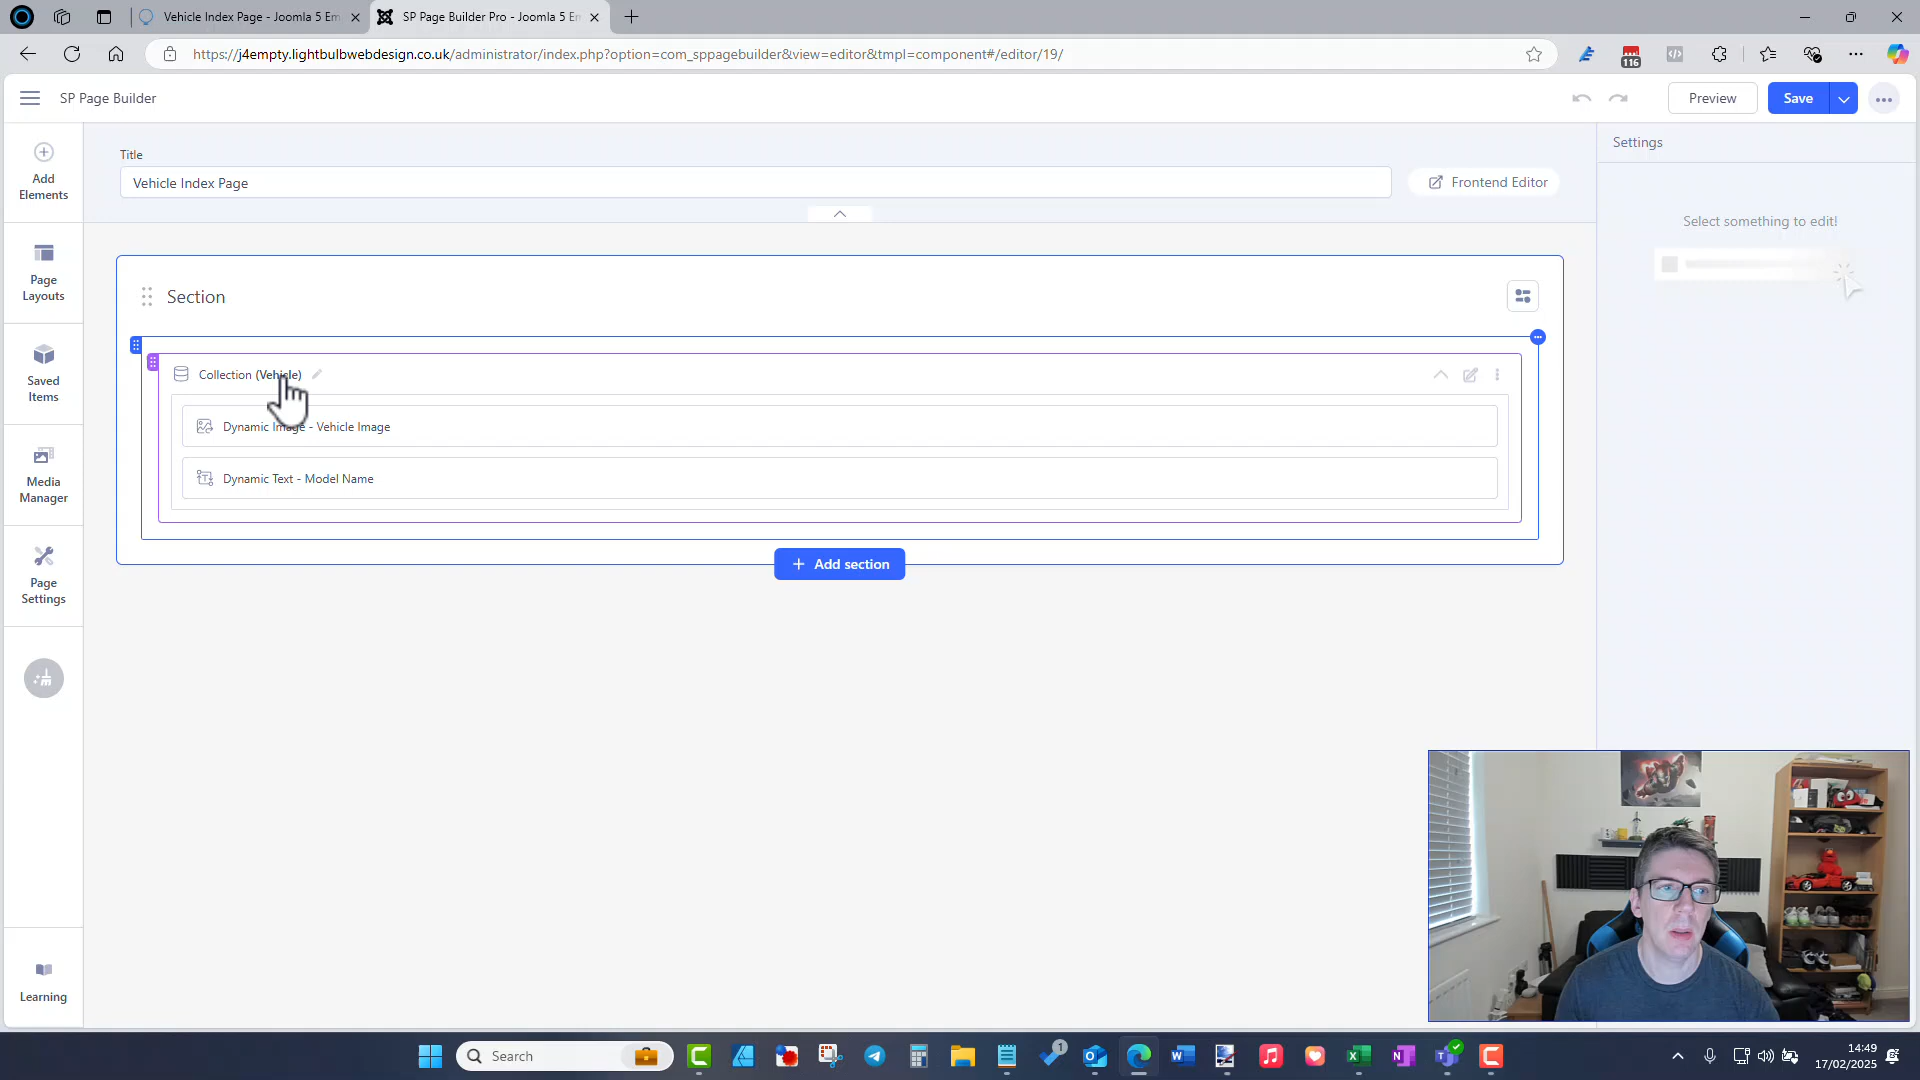 Vehicle Index Page - Joomla 5 Em
SP Page Builder Pro - Joomla 5 Em
https://j4empty.lightbulbwebdesign.co.uk/administrator/index.php?option=com_sppagebuilder&view=editor&tmpl=component#/editor/19/
116
SP Page Builder
Preview
Save
Add
Elements
Page
Layouts
Saved
Items
Media
Manager
Page
Settings
Learning
Title
Vehicle Index Page
Frontend Editor
Settings
Select something to edit!
Section
Collection (Vehicle)
Dynamic Image - Vehicle Image
Dynamic Text - Model Name
+ Add section
Search
1
14:49
17/02/2025